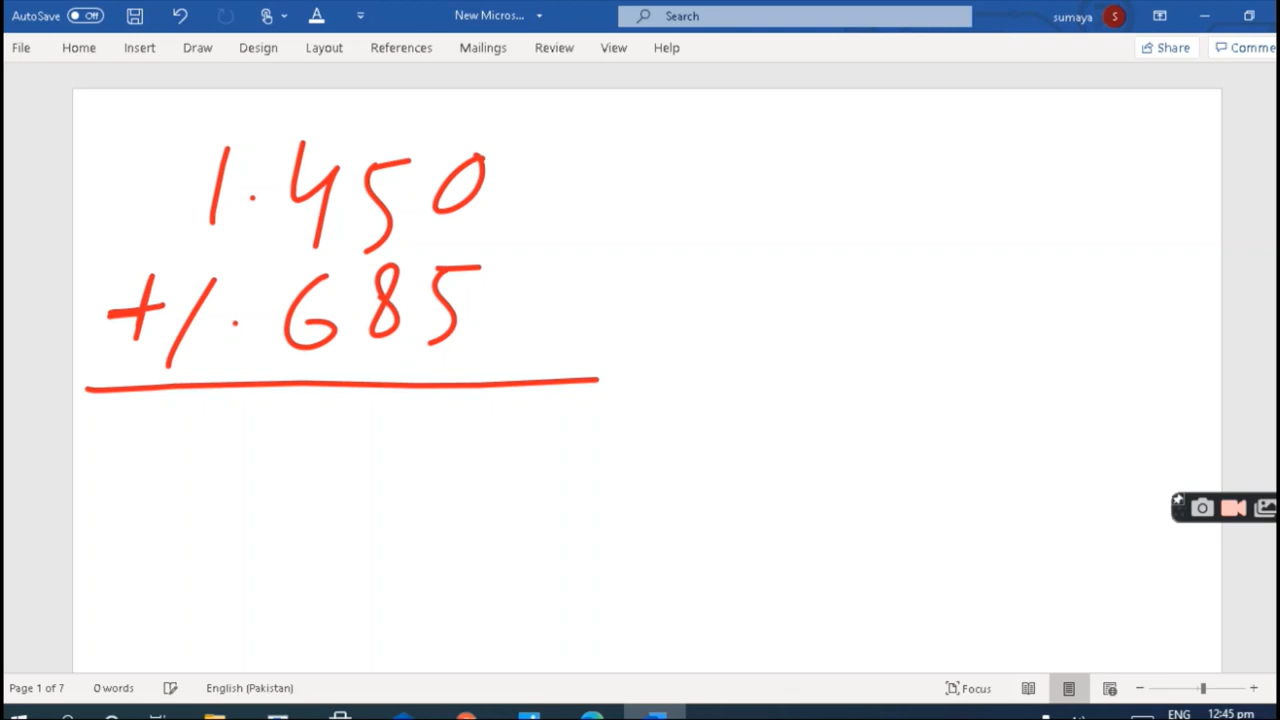 AutoSave Off New Micros... Search sumaya S
File Home Insert Draw Design Layout References Mailings Review View Help Share Comme
1.450
+1.685
Page 1 of 7 0 words English (Pakistan) Focus
ENG 12:45 pm